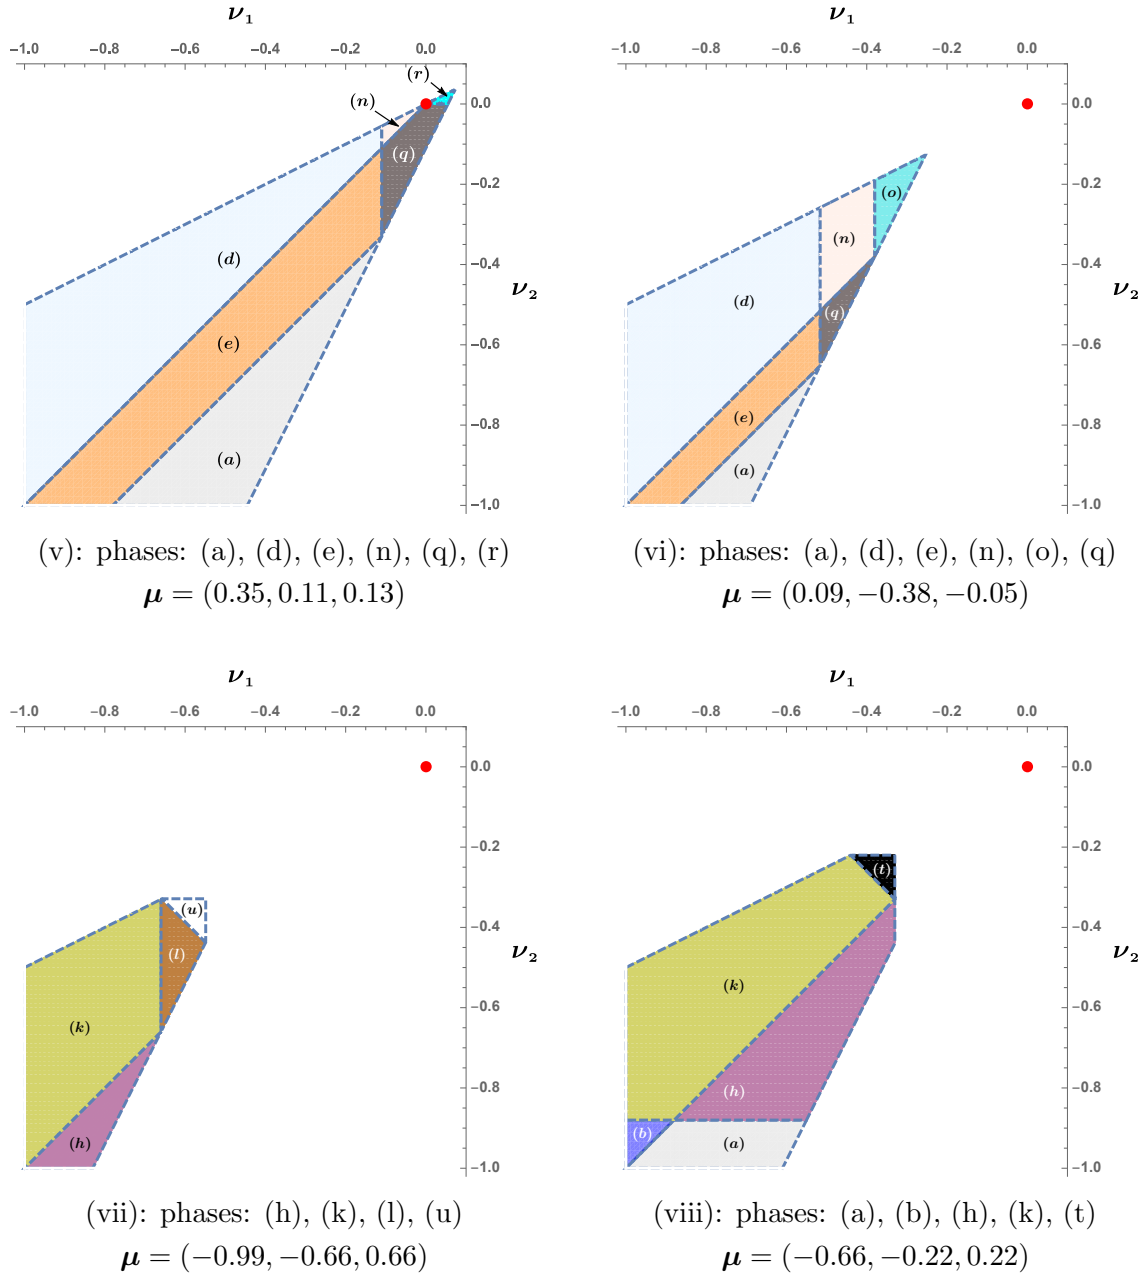 ν₁ ν₁
−1.0 −0.8 −0.6 −0.4 −0.2 0.0 −1.0 −0.8 −0.6 −0.4 −0.2 0.0
(r)
(n)
0.0 0.0
(q)
−0.2 (o) −0.2
(n)
(d) −0.4 −0.4
ν₂ (d) (q) ν₂
(e) −0.6 −0.6
−0.8 (e) −0.8
(a) (a)
−1.0 −1.0
(v): phases: (a), (d), (e), (n), (q), (r) (vi): phases: (a), (d), (e), (n), (o), (q)
μ = (0.35, 0.11, 0.13) μ = (0.09, −0.38, −0.05)
ν₁ ν₁
−1.0 −0.8 −0.6 −0.4 −0.2 0.0 −1.0 −0.8 −0.6 −0.4 −0.2 0.0
0.0 0.0
−0.2 −0.2
(t)
(u)
−0.4 −0.4
(l) ν₂ (k) ν₂
−0.6 −0.6
(k)
−0.8 (h) −0.8
(h) (b) (a)
−1.0 −1.0
(vii): phases: (h), (k), (l), (u) (viii): phases: (a), (b), (h), (k), (t)
μ = (−0.99, −0.66, 0.66) μ = (−0.66, −0.22, 0.22)